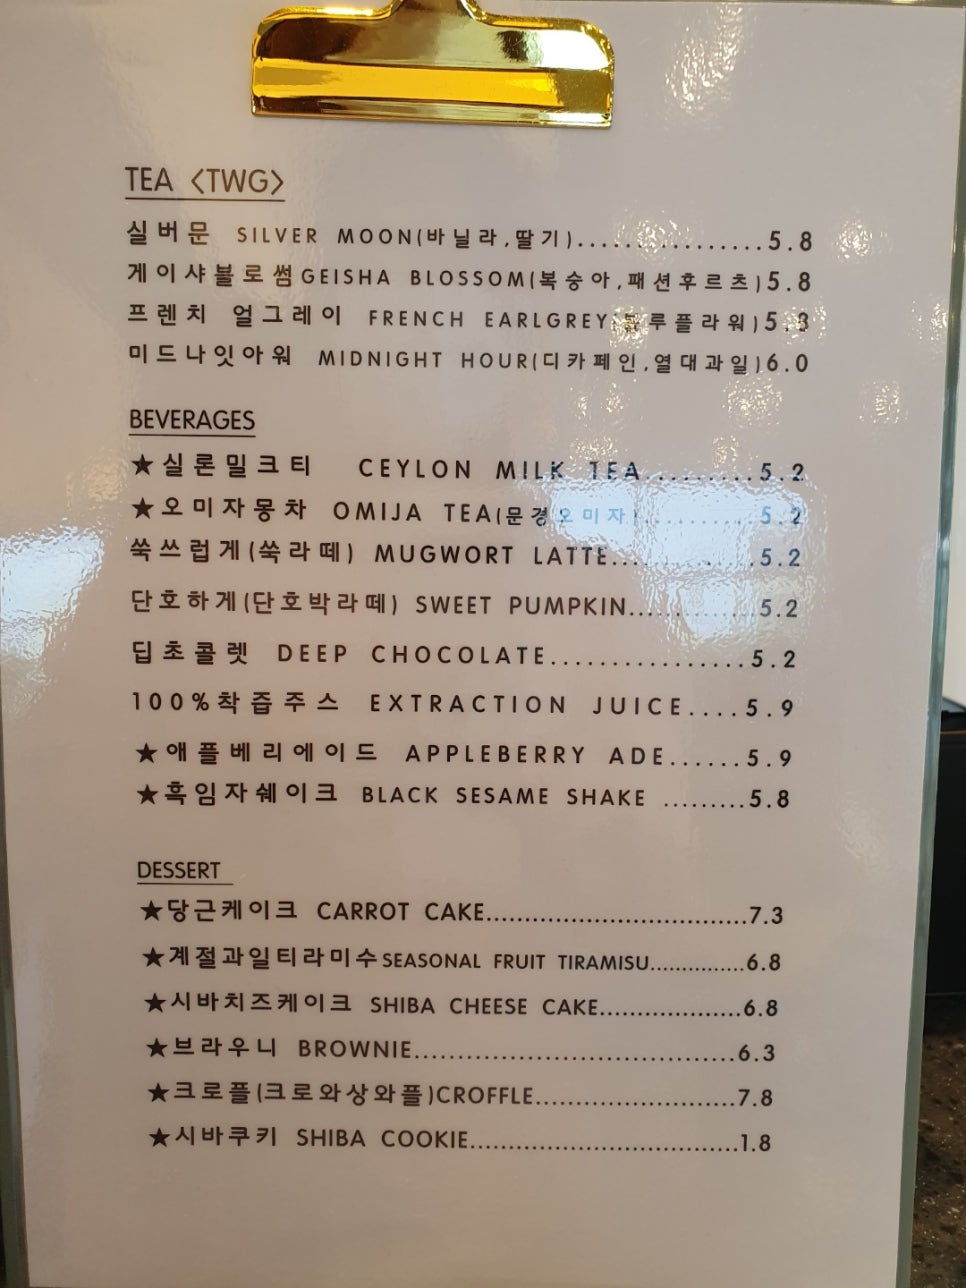 TEA <TWG>
실버문 SILVER MOON(바닐라,딸기)................5.8
게이샤블로썸GEISHA BLOSSOM(복숭아,패션후르츠)5.8
프렌치 얼그레이 FRENCH EARLGREY(블루플라워)5.8
미드나잇아워 MIDNIGHT HOUR(디카페인,열대과일)6.0
BEVERAGES
★실론밀크티 CEYLON MILK TEA.........5.2
★오미자몽차 OMIJA TEA(문경오미자)..........5.2
쑥쓰럽게(쑥라떼) MUGWORT LATTE............5.2
단호하게(단호박라떼) SWEET PUMPKIN...........5.2
딥초콜렛 DEEP CHOCOLATE................5.2
100%착즙주스 EXTRACTION JUICE....5.9
★애플베리에이드 APPLEBERRY ADE......5.9
★흑임자쉐이크 BLACK SESAME SHAKE .........5.8
DESSERT
★당근케이크 CARROT CAKE.................................7.3
★계절과일티라미수SEASONAL FRUIT TIRAMISU...............6.8
★시바치즈케이크 SHIBA CHEESE CAKE....................6.8
★브라우니 BROWNIE.....................................6.3
★크로플(크로와상와플)CROFFLE..........................7.8
★시바쿠키 SHIBA COOKIE...................................1.8